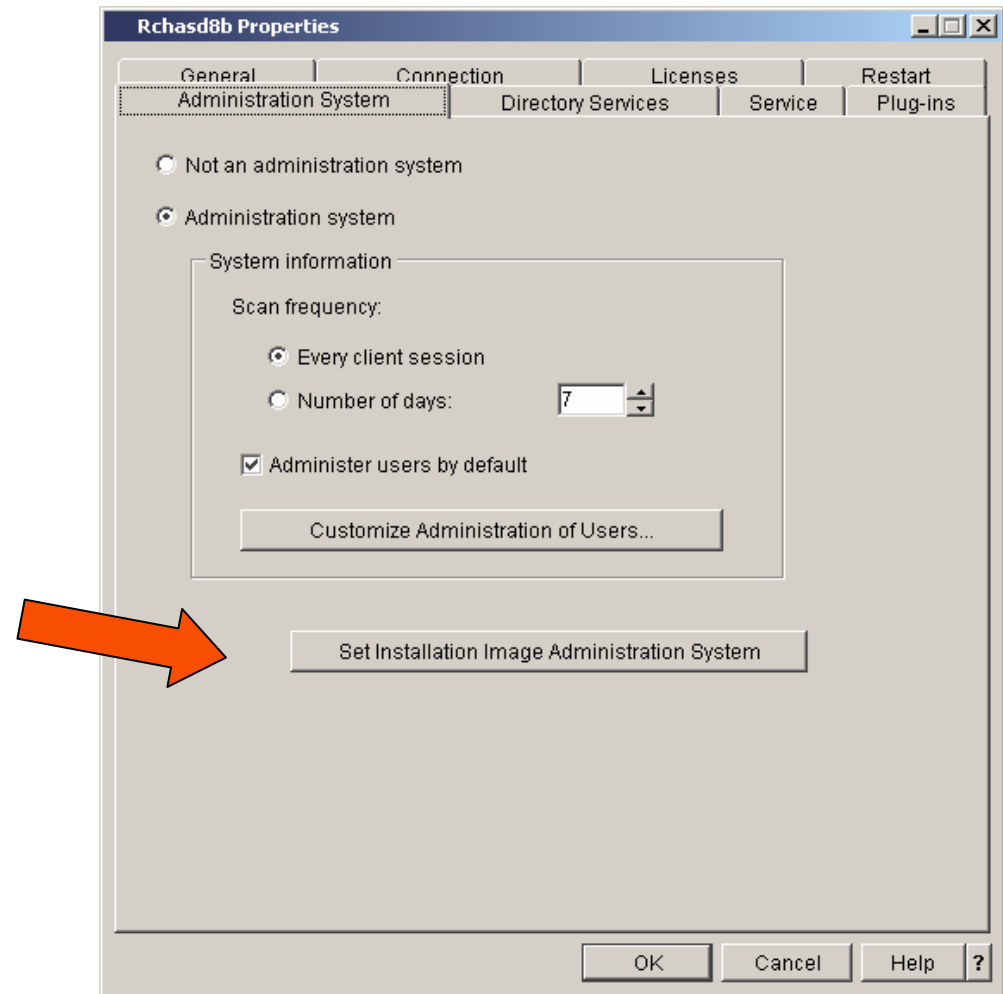 Rchasd8b Properties
General Connection Licenses Restart
Administration System Directory Services Service Plug-ins
Not an administration system
Administration system
System information
Scan frequency:
Every client session
Number of days: 7
Administer users by default
Customize Administration of Users...
Set Installation Image Administration System
OK Cancel Help ?